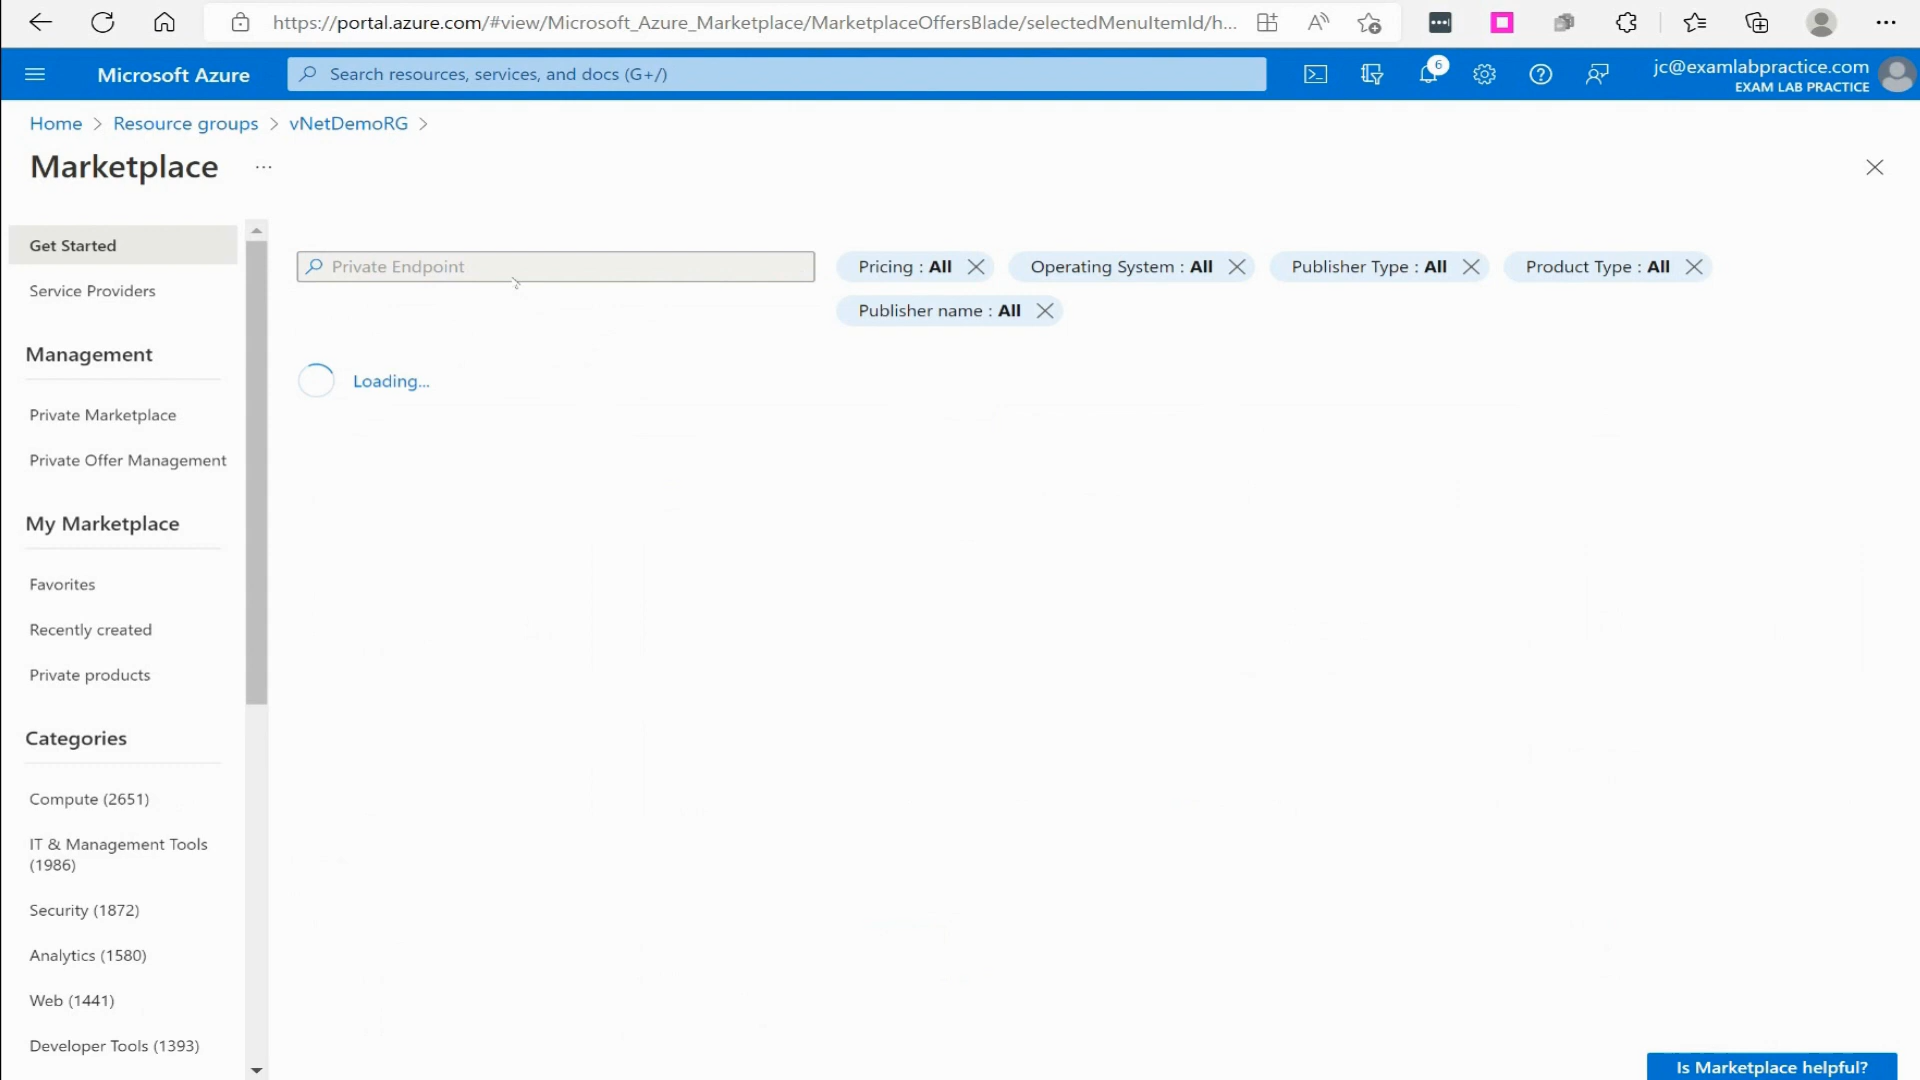 https://portal.azure.com/#view/Microsoft_Azure_Marketplace/MarketplaceOffersBlade/selectedMenuItemId/h...
Microsoft Azure
Search resources, services, and docs (G+/)
6
jc@examlabpractice.com
EXAM LAB PRACTICE
Home > Resource groups > vNetDemoRG >
Marketplace ...
Get Started
Service Providers
Management
Private Marketplace
Private Offer Management
My Marketplace
Favorites
Recently created
Private products
Categories
Compute (2651)
IT & Management Tools
(1986)
Security (1872)
Analytics (1580)
Web (1441)
Developer Tools (1393)
Private Endpoint
Pricing : All
Operating System : All
Publisher Type : All
Product Type : All
Publisher name : All
Loading...
Is Marketplace helpful?